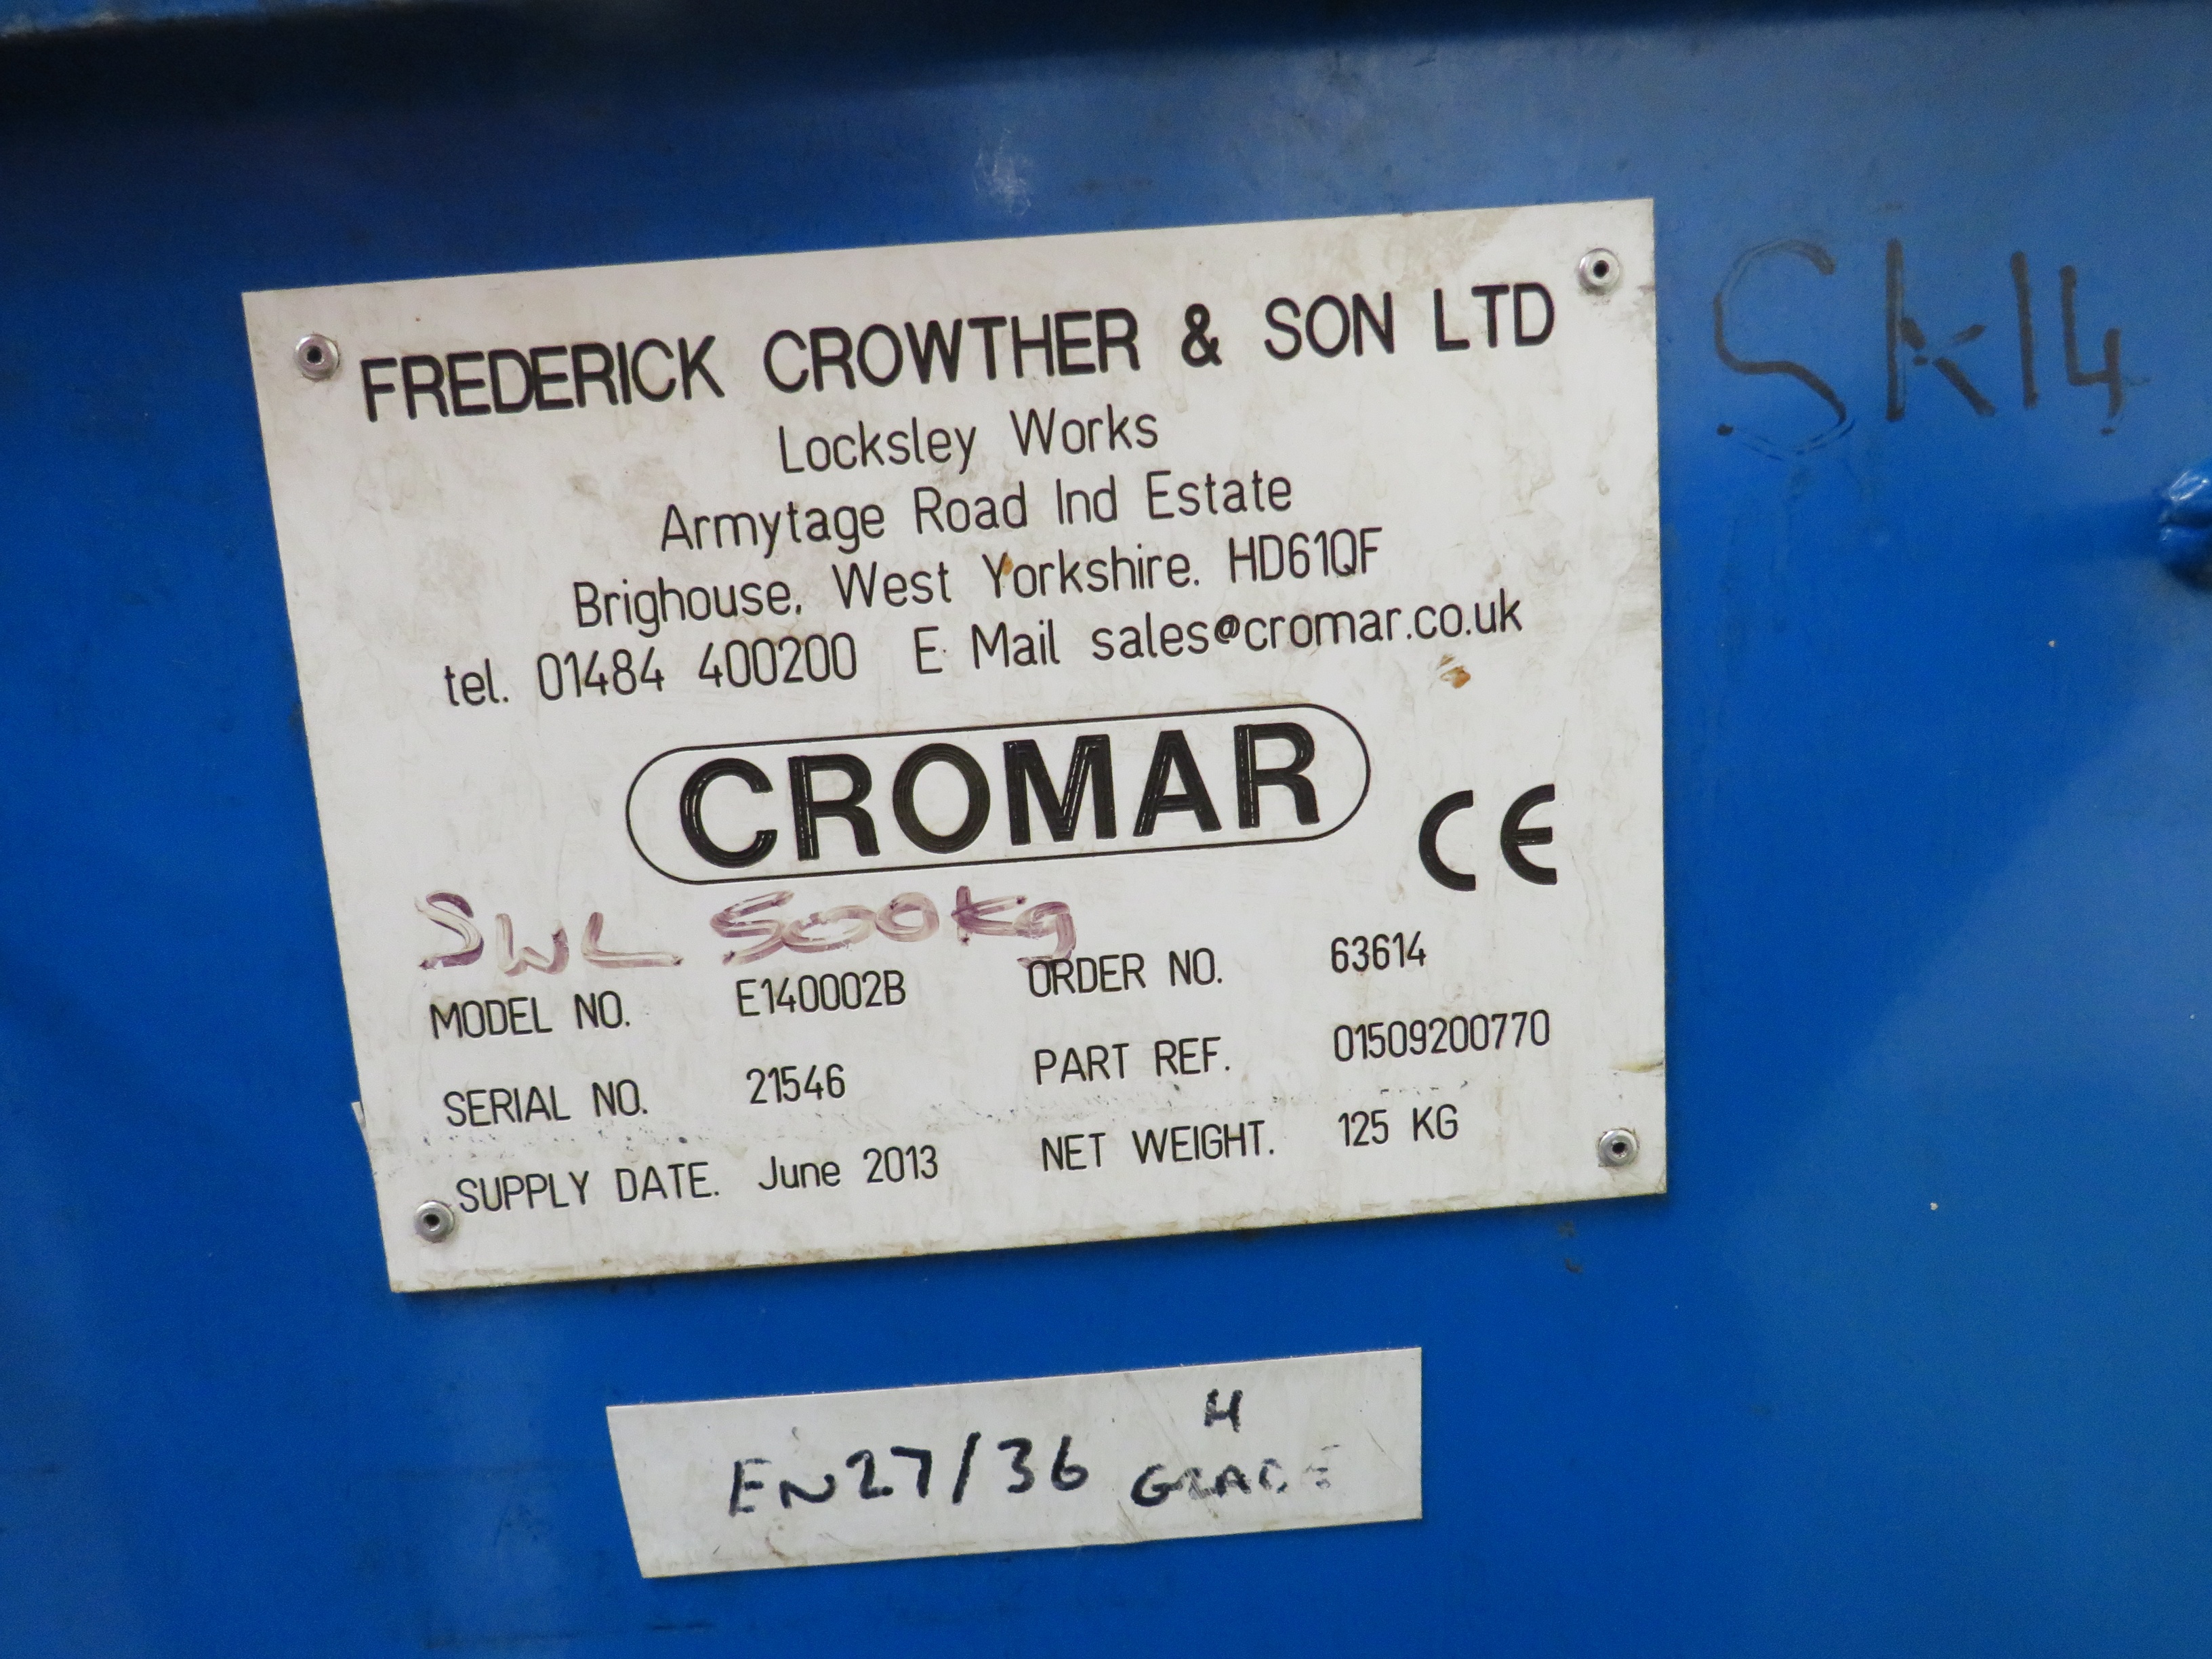 FREDERICK CROWTHER & SON LTD
Locksley Works
Armytage Road Ind Estate
Brighouse, West Yorkshire. HD61QF
tel. 01484 400200 E Mail sales@cromar.co.uk
CROMAR
CE
SWL 500kg
MODEL NO. E140002B ORDER NO. 63614
SERIAL NO. 21546 PART REF. 01509200770
SUPPLY DATE. June 2013 NET WEIGHT. 125 KG
Sk14
H
EN27/36 GRADE